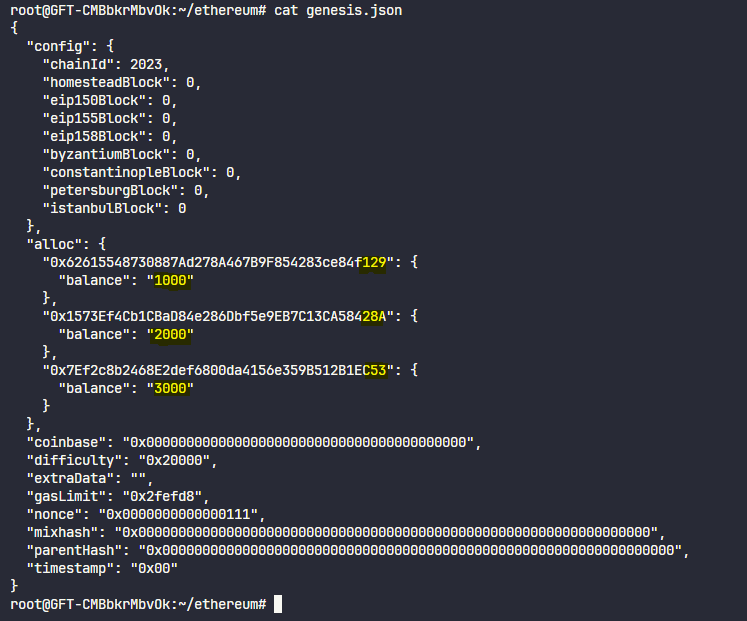 root@GFT-CMBbkrMbvOk:~/ethereum# cat genesis.json
{
  "config": {
    "chainId": 2023,
    "homesteadBlock": 0,
    "eip150Block": 0,
    "eip155Block": 0,
    "eip158Block": 0,
    "byzantiumBlock": 0,
    "constantinopleBlock": 0,
    "petersburgBlock": 0,
    "istanbulBlock": 0
  },
  "alloc": {
    "0x62615548730887Ad278A467B9F854283ce84f129": {
      "balance": "1000"
    },
    "0x1573Ef4Cb1CBaD84e286Dbf5e9EB7C13CA58428A": {
      "balance": "2000"
    },
    "0x7Ef2c8b2468E2def6800da4156e359B512B1EC53": {
      "balance": "3000"
    }
  },
  "coinbase": "0x0000000000000000000000000000000000000000",
  "difficulty": "0x20000",
  "extraData": "",
  "gasLimit": "0x2fefd8",
  "nonce": "0x0000000000000111",
  "mixhash": "0x0000000000000000000000000000000000000000000000000000000000000000",
  "parentHash": "0x0000000000000000000000000000000000000000000000000000000000000000",
  "timestamp": "0x00"
}
root@GFT-CMBbkrMbvOk:~/ethereum#